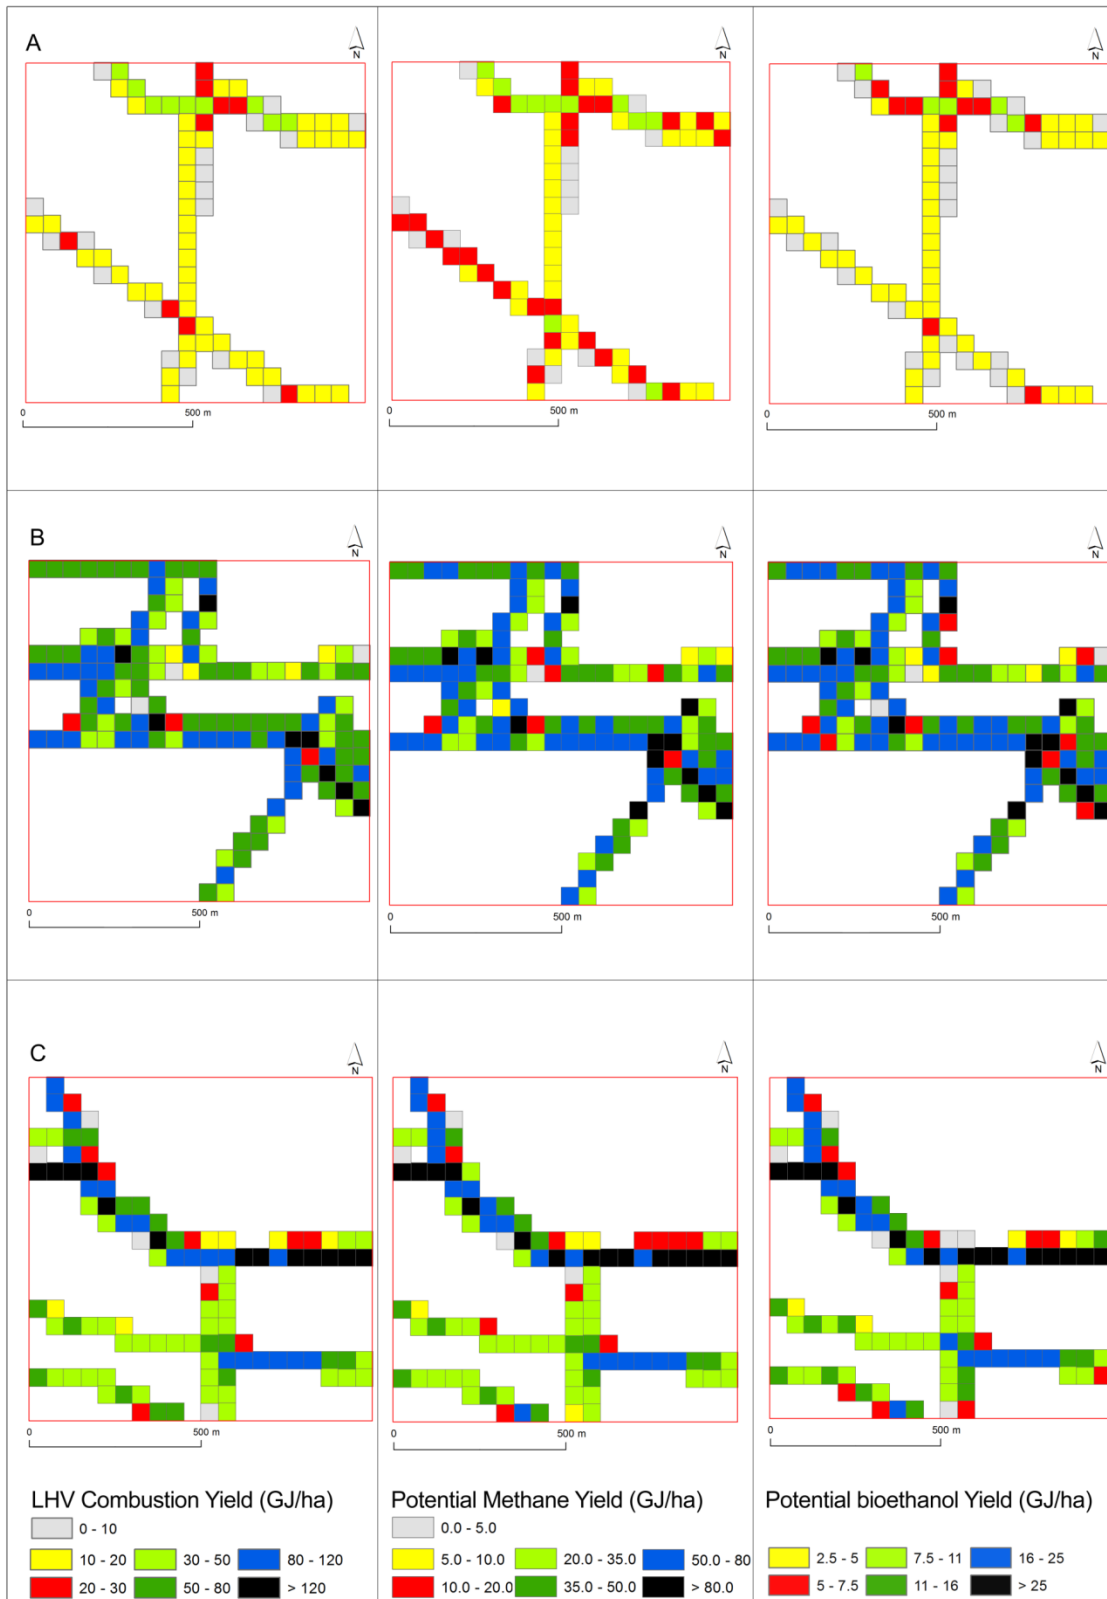 A
N
N
N
0 500 m
0 500 m
0 500 m
B
N
N
N
0 500 m
0 500 m
0 500 m
C
N
N
N
0 500 m
0 500 m
0 500 m
LHV Combustion Yield (GJ/ha)
0 - 10
10 - 20 30 - 50 80 - 120
20 - 30 50 - 80 > 120
Potential Methane Yield (GJ/ha)
0.0 - 5.0
5.0 - 10.0 20.0 - 35.0 50.0 - 80
10.0 - 20.0 35.0 - 50.0 > 80.0
Potential bioethanol Yield (GJ/ha)
2.5 - 5 7.5 - 11 16 - 25
5 - 7.5 11 - 16 > 25